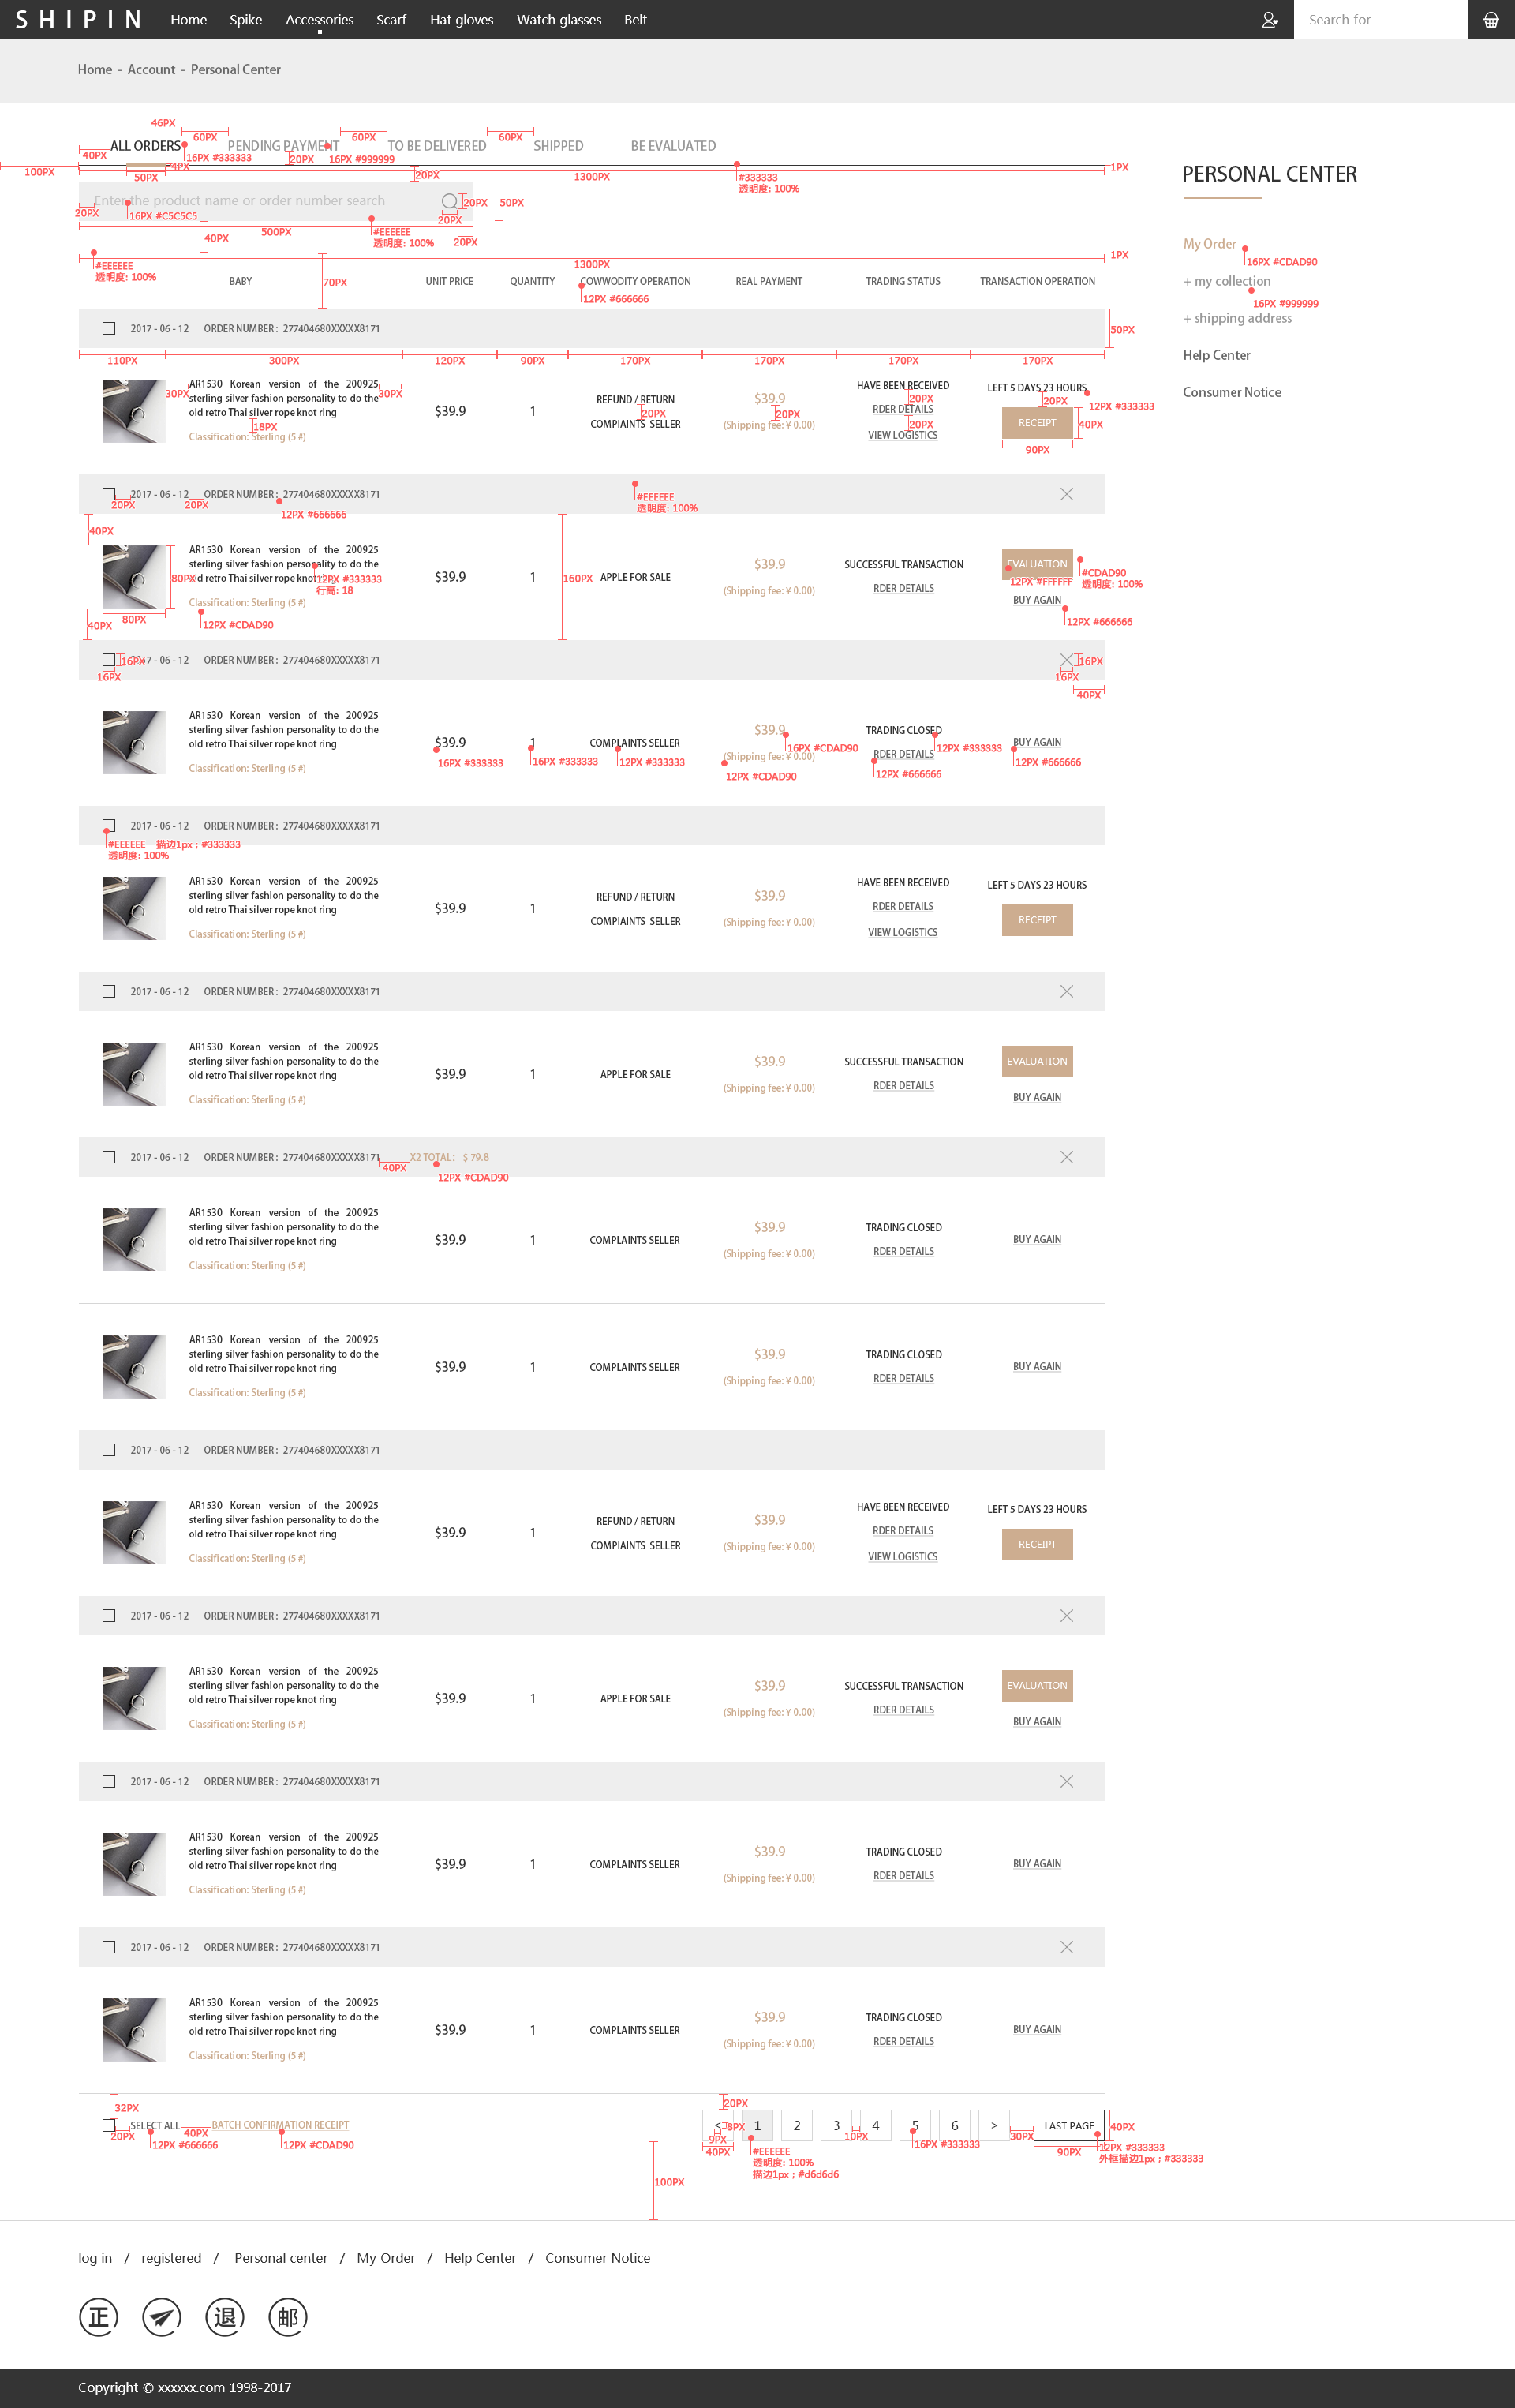 SHIPIN Home Spike Accessories Scarf Hat gloves Watch glasses Belt Search for
Home - Account - Personal Center
46PX
60PX 60PX 60PX
ALL ORDERS PENDING PAYMENT TO BE DELIVERED SHIPPED BE EVALUATED
40PX 16PX #333333 20PX 16PX #999999
100PX 4PX 50PX 20PX 1300PX #333333 1PX
透明度: 100%
PERSONAL CENTER
Enter the product name or order number search
20PX 16PX #C5C5C5 20PX 20PX 50PX
500PX #EEEEEE 20PX
40PX 透明度: 100%
My Order
16PX #CDAD90
#EEEEEE 1300PX 1PX
透明度: 100%
BABY 70PX UNIT PRICE QUANTITY COWWODITY OPERATION REAL PAYMENT TRADING STATUS TRANSACTION OPERATION
12PX #666666
+ my collection
16PX #999999
+ shipping address
Help Center
Consumer Notice
2017 - 06 - 12 ORDER NUMBER : 277404680XXXXX8171 50PX
110PX 300PX 120PX 90PX 170PX 170PX 170PX 170PX
AR1530 Korean version of the 200925
sterling silver fashion personality to do the
old retro Thai silver rope knot ring
Classification: Sterling (5 #)
30PX 30PX 18PX
$39.9 1 REFUND / RETURN
20PX
COMPIAINTS SELLER
$39.9
20PX
(Shipping fee: ¥ 0.00)
HAVE BEEN RECEIVED
20PX
RDER DETAILS
20PX
VIEW LOGISTICS
LEFT 5 DAYS 23 HOURS
20PX 12PX #333333
RECEIPT 40PX
90PX
2017 - 06 - 12 ORDER NUMBER : 277404680XXXXX8171
20PX 20PX 12PX #666666 #EEEEEE
透明度: 100%
40PX
AR1530 Korean version of the 200925
sterling silver fashion personality to do the
old retro Thai silver rope knot
Classification: Sterling (5 #)
80PX 12PX #333333
行高: 18
80PX 40PX 12PX #CDAD90
$39.9 1 160PX APPLE FOR SALE
$39.9
(Shipping fee: ¥ 0.00)
SUCCESSFUL TRANSACTION
RDER DETAILS
EVALUATION
12PX #FFFFFF #CDAD90
透明度: 100%
BUY AGAIN
12PX #666666
2017 - 06 - 12 ORDER NUMBER : 277404680XXXXX8171
16PX 16PX 16PX 16PX 40PX
AR1530 Korean version of the 200925
sterling silver fashion personality to do the
old retro Thai silver rope knot ring
Classification: Sterling (5 #)
$39.9 1 COMPLAINTS SELLER
16PX #333333 16PX #333333 12PX #333333
$39.9
16PX #CDAD90
(Shipping fee: ¥ 0.00)
12PX #CDAD90
TRADING CLOSED
12PX #333333
RDER DETAILS
12PX #666666
BUY AGAIN
12PX #666666
2017 - 06 - 12 ORDER NUMBER : 277404680XXXXX8171
#EEEEEE 描边1px ; #333333
透明度: 100%
AR1530 Korean version of the 200925
sterling silver fashion personality to do the
old retro Thai silver rope knot ring
Classification: Sterling (5 #)
$39.9 1 REFUND / RETURN
COMPIAINTS SELLER
$39.9
(Shipping fee: ¥ 0.00)
HAVE BEEN RECEIVED
RDER DETAILS
VIEW LOGISTICS
LEFT 5 DAYS 23 HOURS
RECEIPT
2017 - 06 - 12 ORDER NUMBER : 277404680XXXXX8171
AR1530 Korean version of the 200925
sterling silver fashion personality to do the
old retro Thai silver rope knot ring
Classification: Sterling (5 #)
$39.9 1 APPLE FOR SALE
$39.9
(Shipping fee: ¥ 0.00)
SUCCESSFUL TRANSACTION
RDER DETAILS
EVALUATION
BUY AGAIN
2017 - 06 - 12 ORDER NUMBER : 277404680XXXXX8171 X2 TOTAL: $ 79.8
40PX 12PX #CDAD90
AR1530 Korean version of the 200925
sterling silver fashion personality to do the
old retro Thai silver rope knot ring
Classification: Sterling (5 #)
$39.9 1 COMPLAINTS SELLER
$39.9
(Shipping fee: ¥ 0.00)
TRADING CLOSED
RDER DETAILS
BUY AGAIN
AR1530 Korean version of the 200925
sterling silver fashion personality to do the
old retro Thai silver rope knot ring
Classification: Sterling (5 #)
$39.9 1 COMPLAINTS SELLER
$39.9
(Shipping fee: ¥ 0.00)
TRADING CLOSED
RDER DETAILS
BUY AGAIN
2017 - 06 - 12 ORDER NUMBER : 277404680XXXXX8171
AR1530 Korean version of the 200925
sterling silver fashion personality to do the
old retro Thai silver rope knot ring
Classification: Sterling (5 #)
$39.9 1 REFUND / RETURN
COMPIAINTS SELLER
$39.9
(Shipping fee: ¥ 0.00)
HAVE BEEN RECEIVED
RDER DETAILS
VIEW LOGISTICS
LEFT 5 DAYS 23 HOURS
RECEIPT
2017 - 06 - 12 ORDER NUMBER : 277404680XXXXX8171
AR1530 Korean version of the 200925
sterling silver fashion personality to do the
old retro Thai silver rope knot ring
Classification: Sterling (5 #)
$39.9 1 APPLE FOR SALE
$39.9
(Shipping fee: ¥ 0.00)
SUCCESSFUL TRANSACTION
RDER DETAILS
EVALUATION
BUY AGAIN
2017 - 06 - 12 ORDER NUMBER : 277404680XXXXX8171
AR1530 Korean version of the 200925
sterling silver fashion personality to do the
old retro Thai silver rope knot ring
Classification: Sterling (5 #)
$39.9 1 COMPLAINTS SELLER
$39.9
(Shipping fee: ¥ 0.00)
TRADING CLOSED
RDER DETAILS
BUY AGAIN
2017 - 06 - 12 ORDER NUMBER : 277404680XXXXX8171
AR1530 Korean version of the 200925
sterling silver fashion personality to do the
old retro Thai silver rope knot ring
Classification: Sterling (5 #)
$39.9 1 COMPLAINTS SELLER
$39.9
(Shipping fee: ¥ 0.00)
TRADING CLOSED
RDER DETAILS
BUY AGAIN
32PX 20PX
SELECT ALL BATCH CONFIRMATION RECEIPT < 1 2 3 4 5 6 > LAST PAGE
20PX 40PX 8PX 9PX 10PX 30PX 40PX
12PX #666666 12PX #CDAD90 40PX #EEEEEE 16PX #333333 90PX 12PX #333333
透明度: 100% 外框描边1px ; #333333
描边1px ; #d6d6d6
100PX
log in / registered / Personal center / My Order / Help Center / Consumer Notice
正 退 邮
Copyright © xxxxxx.com 1998-2017